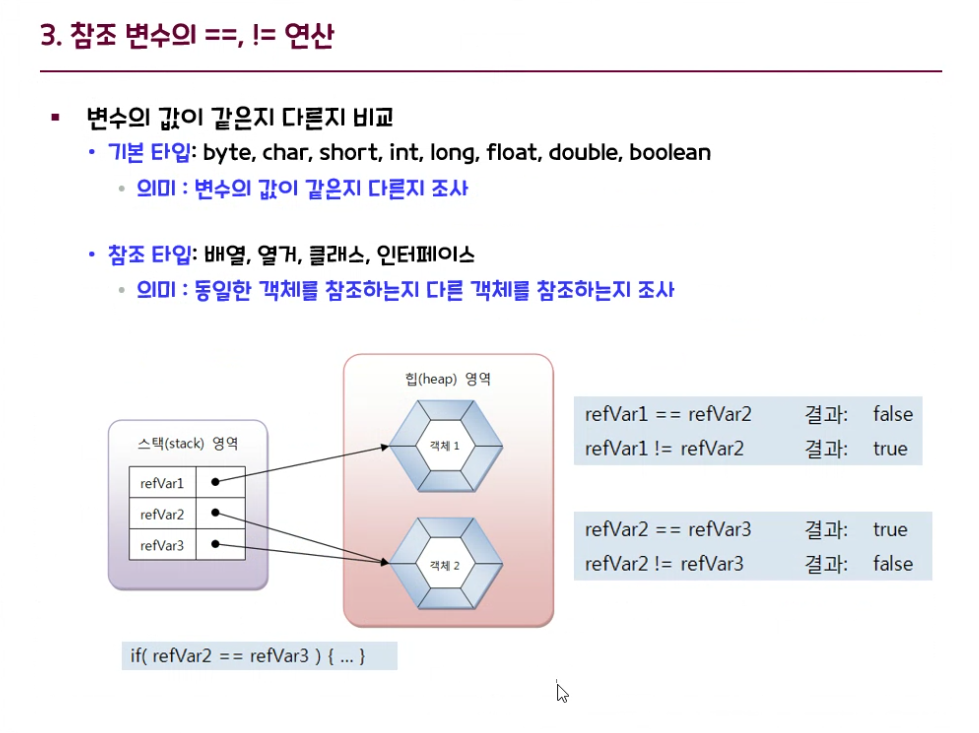 3. 참조 변수의 ==, != 연산
변수의 값이 같은지 다른지 비교
기본 타입: byte, char, short, int, long, float, double, boolean
의미 : 변수의 값이 같은지 다른지 조사
참조 타입: 배열, 열거, 클래스, 인터페이스
의미 : 동일한 객체를 참조하는지 다른 객체를 참조하는지 조사
스택(stack) 영역
refVar1
refVar2
refVar3
힙(heap) 영역
객체 1
객체 2
refVar1 == refVar2 결과: false
refVar1 != refVar2 결과: true
refVar2 == refVar3 결과: true
refVar2 != refVar3 결과: false
if( refVar2 == refVar3 ) { ... }